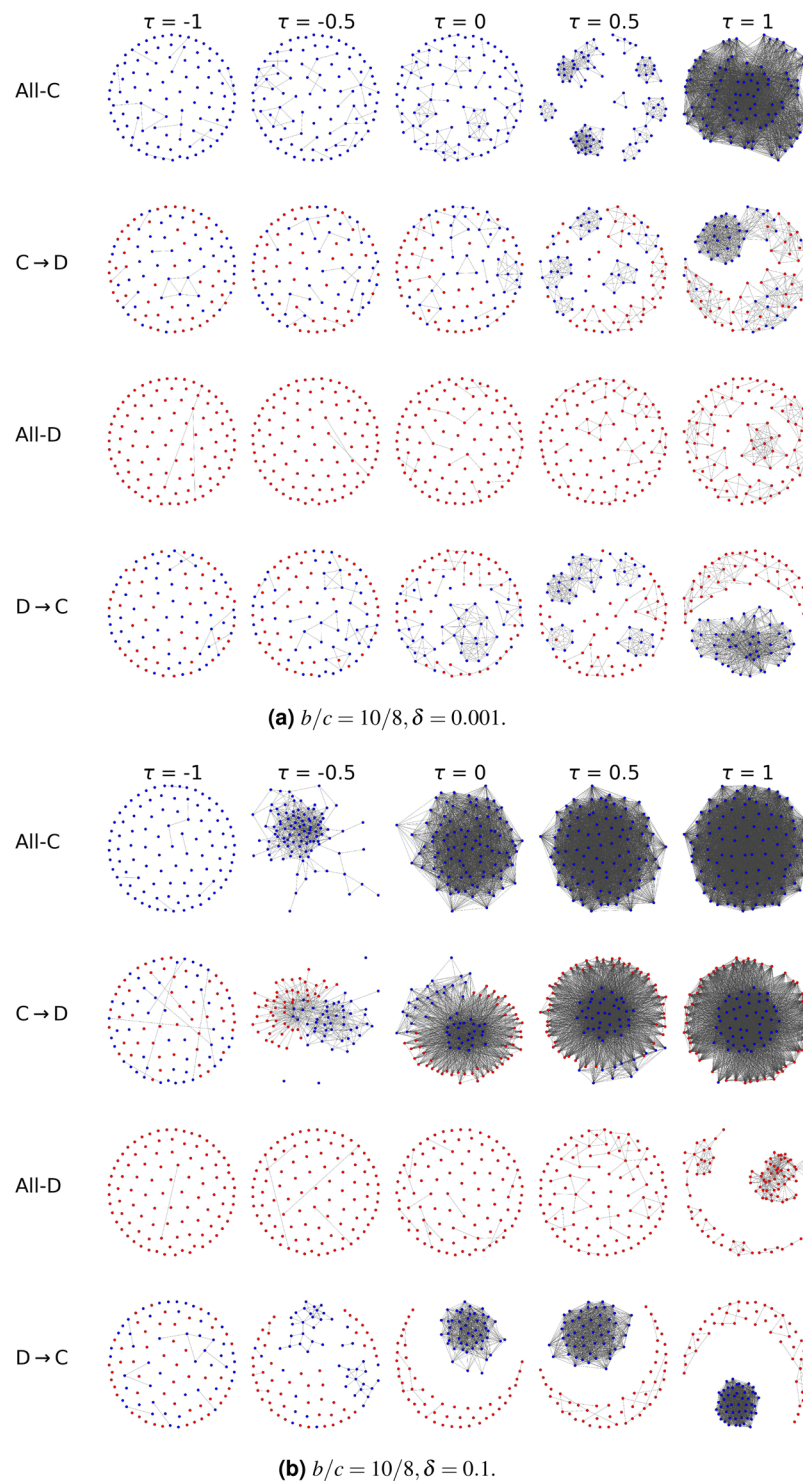 τ = -1 τ = -0.5 τ = 0 τ = 0.5 τ = 1
All-C
C → D
All-D
D → C
(a) b/c = 10/8, δ = 0.001.
τ = -1 τ = -0.5 τ = 0 τ = 0.5 τ = 1
All-C
C → D
All-D
D → C
(b) b/c = 10/8, δ = 0.1.